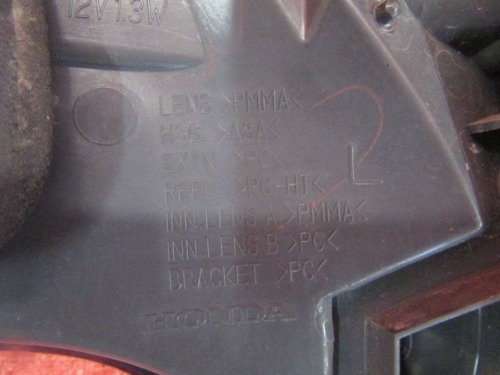 12V13W
LENS >PMMA<
HSG >ASA<
EXTN >PC<
REFL >PC-HT<
L
INN.LENS A >PMMA<
INN.LENS B >PC<
BRACKET >PC<
HONDA